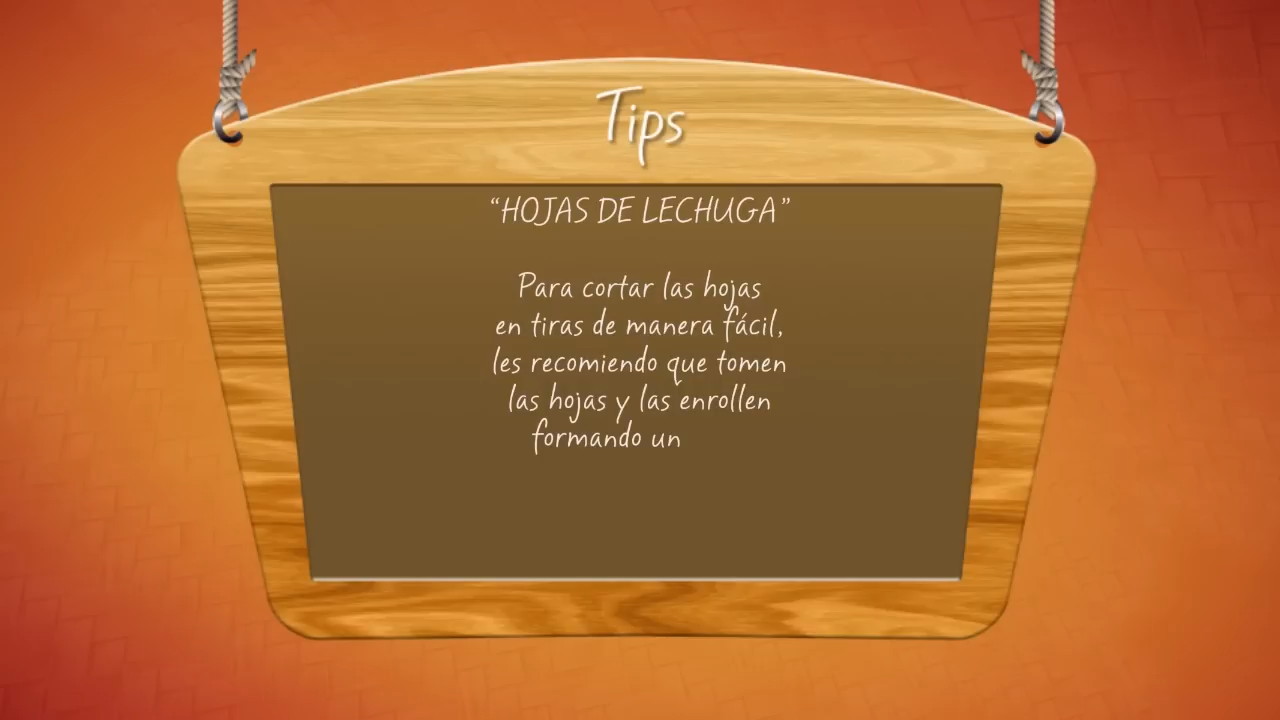 Tips
“HOJAS DE LECHUGA”
Para cortar las hojas
en tiras de manera fácil,
les recomiendo que tomen
las hojas y las enrollen
formando un